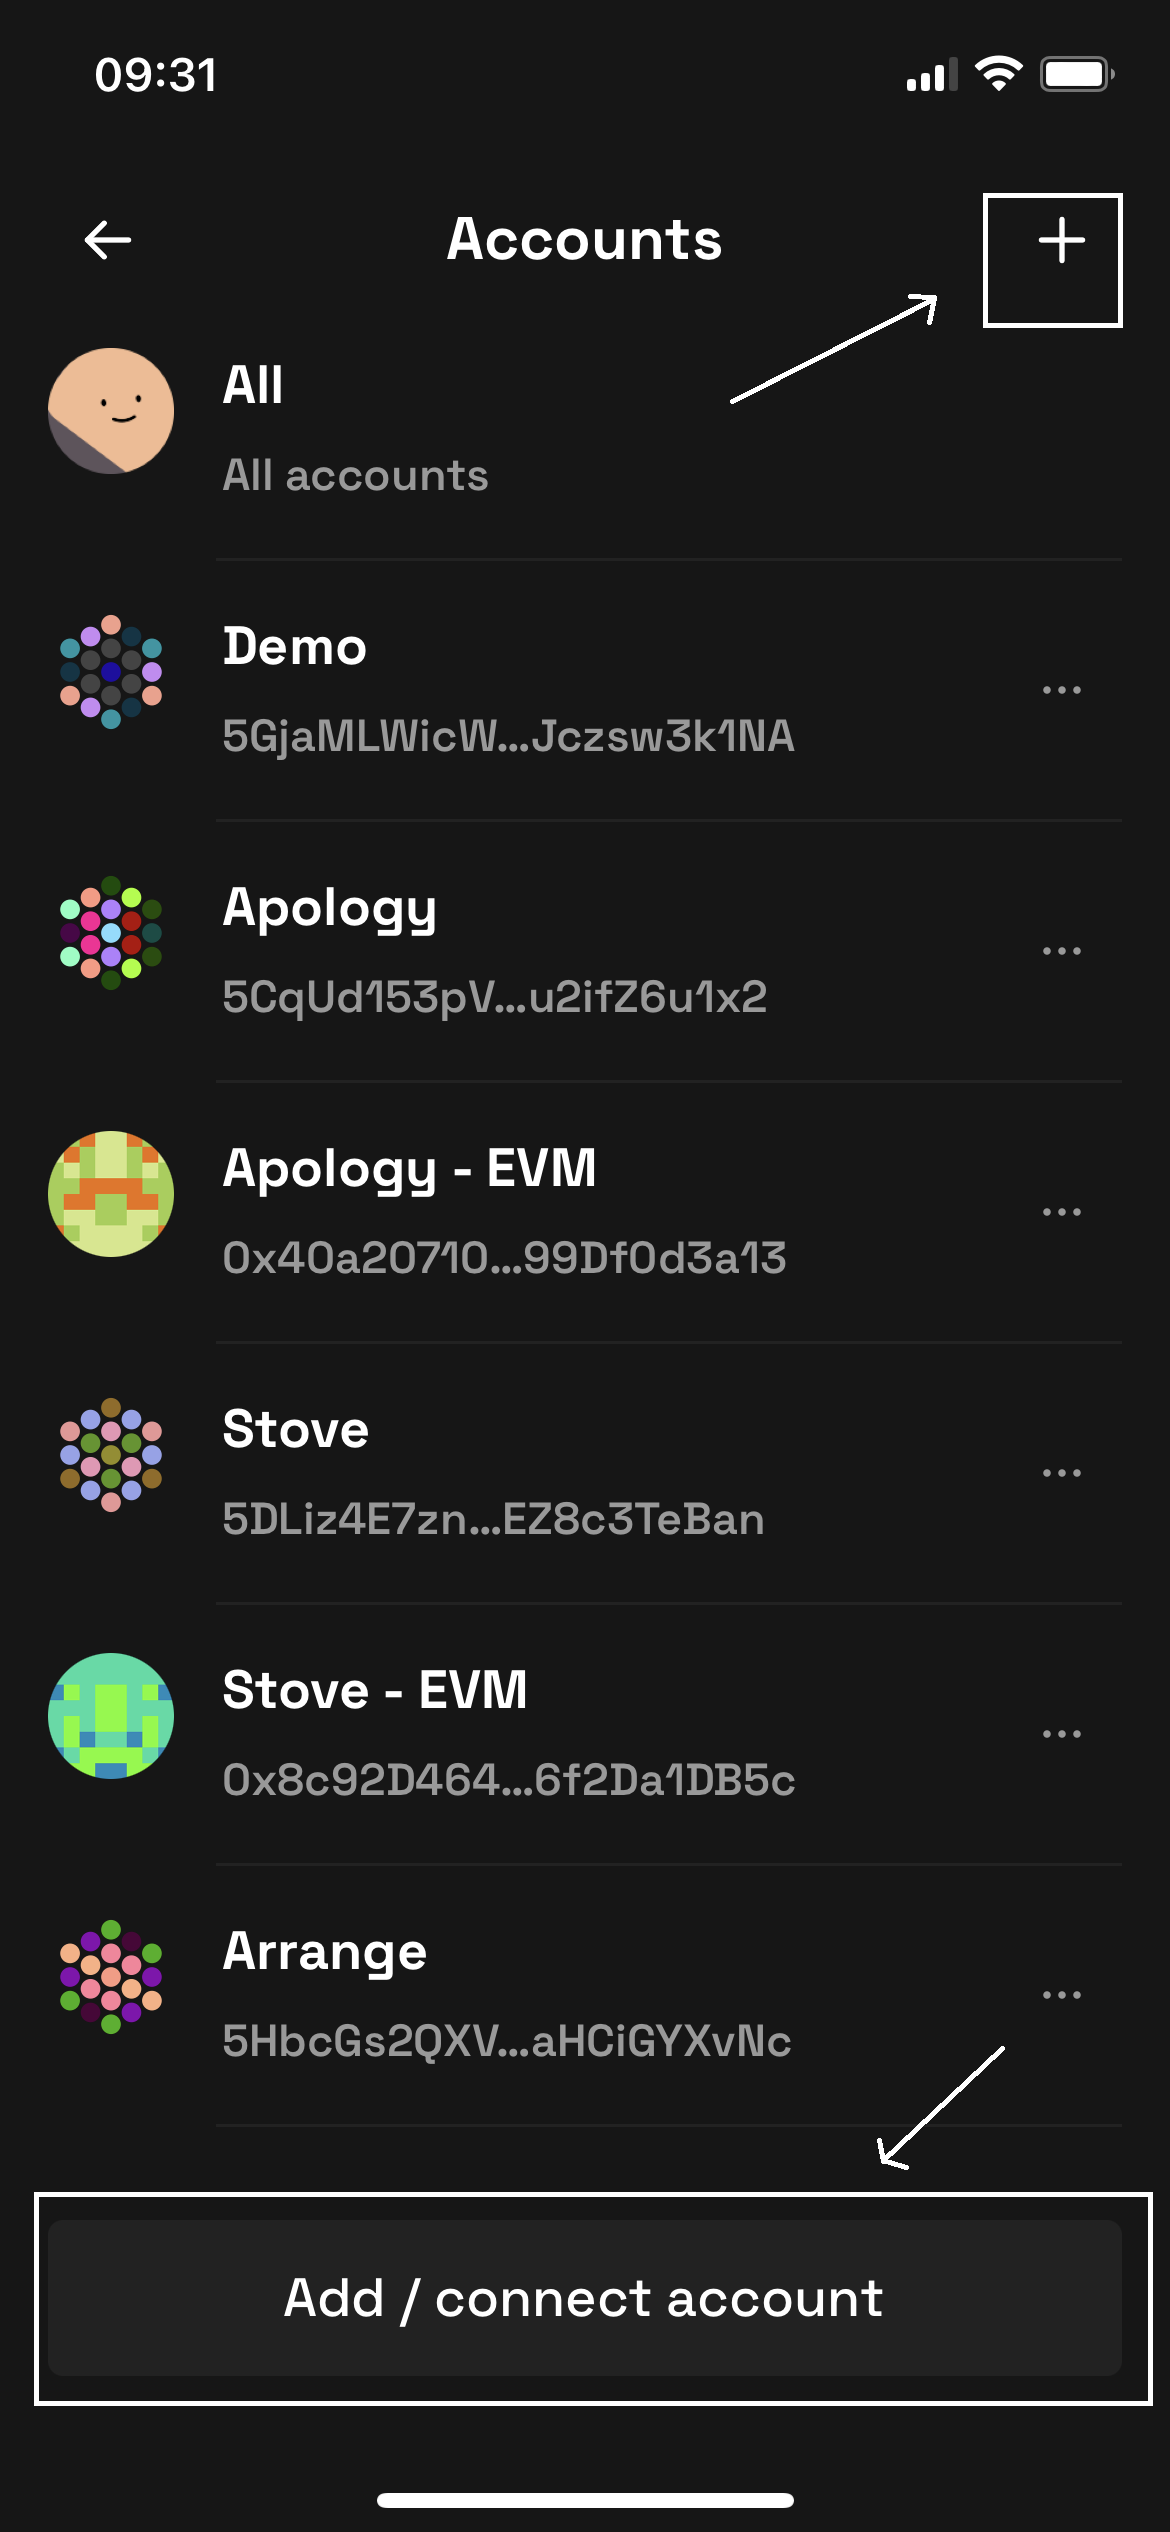 09:31
Accounts
All
All accounts
Demo
5GjaMLWicW...Jczsw3k1NA
Apology
5CqUd153pV...u2ifZ6u1x2
Apology - EVM
0x40a20710...99Df0d3a13
Stove
5DLiz4E7zn...EZ8c3TeBan
Stove - EVM
0x8c92D464...6f2Da1DB5c
Arrange
5HbcGs2QXV...aHCiGYXvNc
Add / connect account